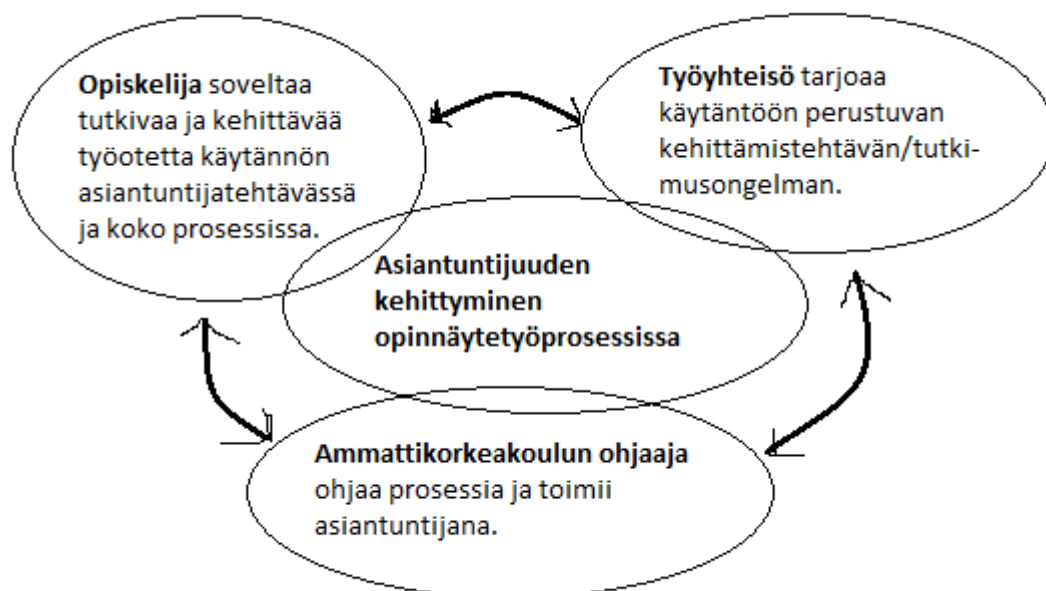 Opiskelija soveltaa
tutkivaa ja kehittävää
työotetta käytännön
asiantuntijatehtävässä
ja koko prosessissa.
Työyhteisö tarjoaa
käytäntöön perustuvan
kehittämistehtävän/tutki-
musongelman.
Asiantuntijuuden
kehittyminen
opinnäytetyöprosessissa
Ammattikorkeakoulun ohjaaja
ohjaa prosessia ja toimii
asiantuntijana.